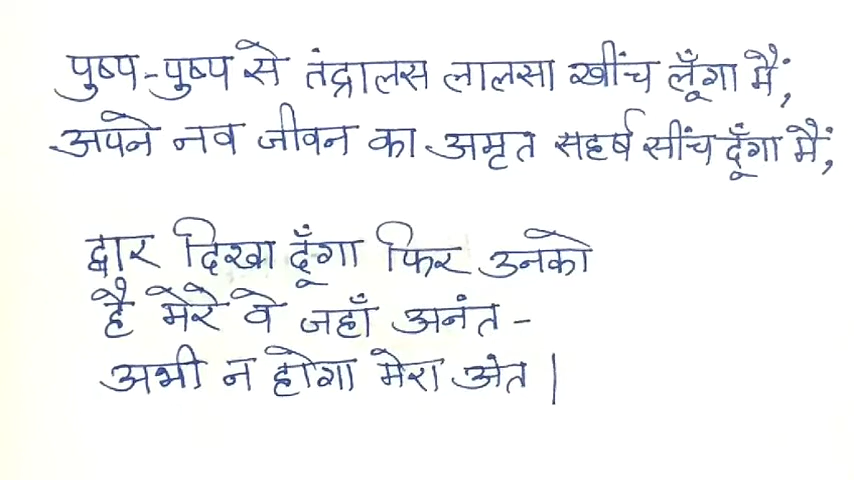 पुष्प-पुष्प से तंद्रालस लालसा खींच लूँगा मैं;
अपने नव जीवन का अमृत सहर्ष सींच दूँगा मैं,
द्वार दिखा दूँगा फिर उनको
है मेरे वे जहाँ अनंत -
अभी न होगा मेरा अंत।